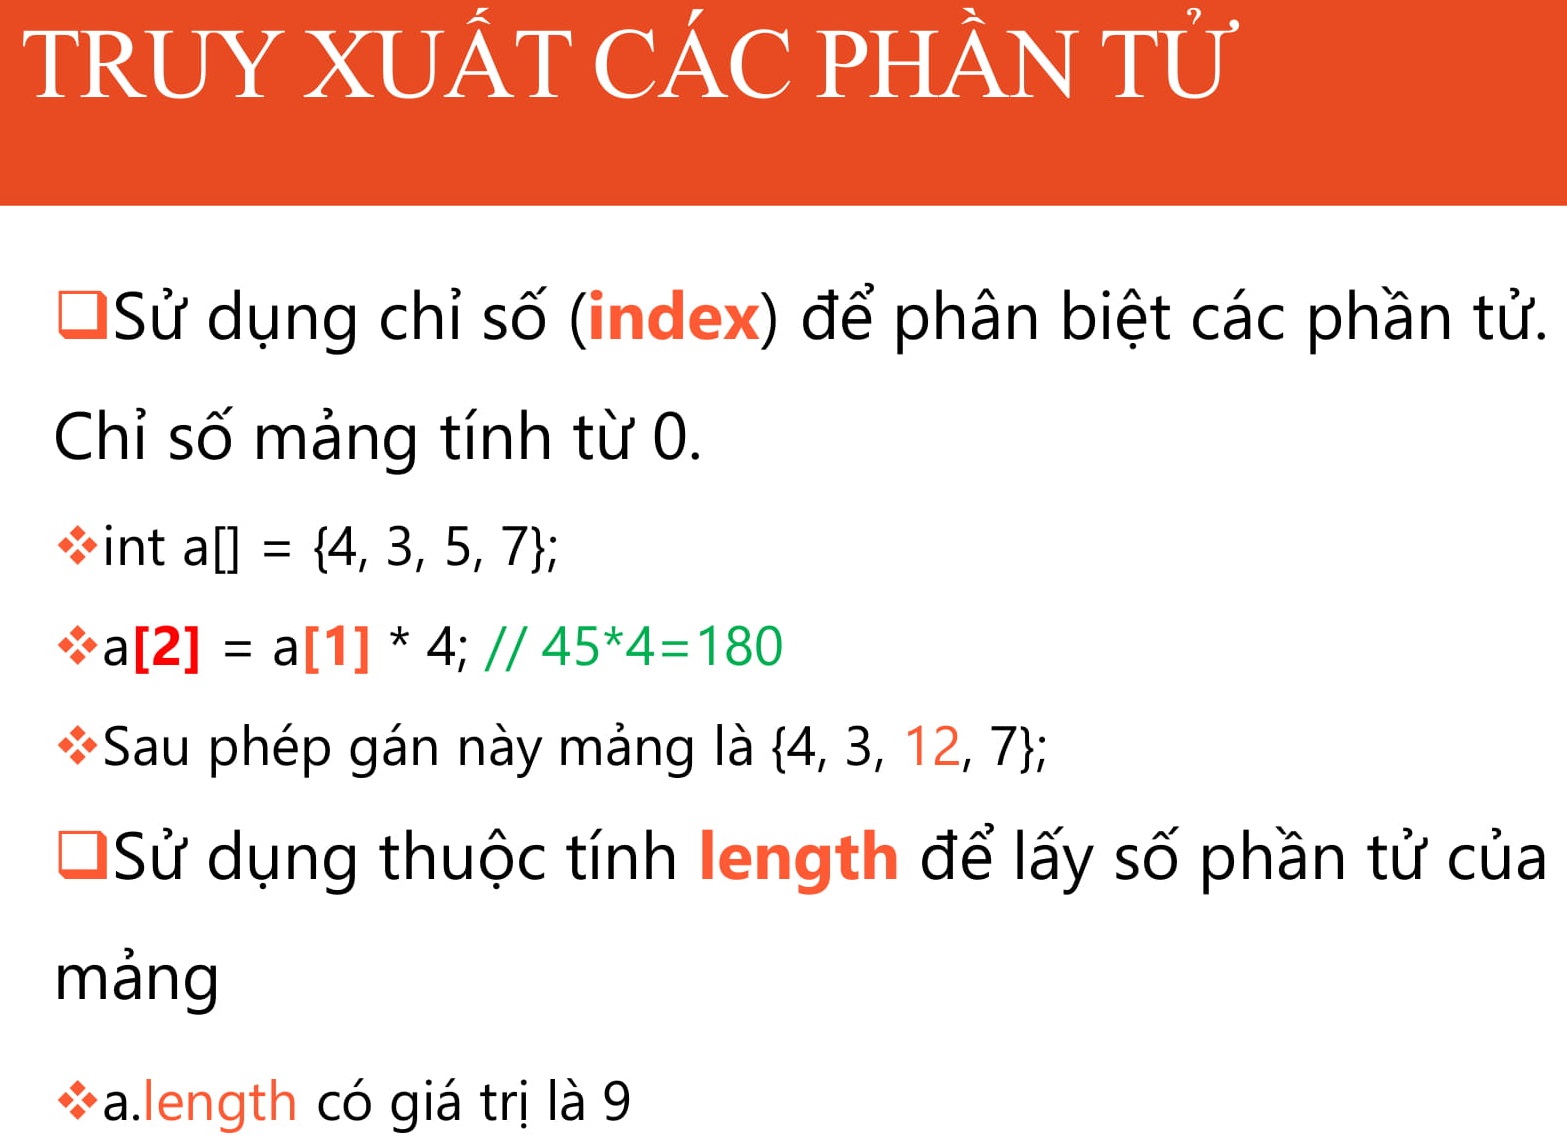 TRUY XUẤT CÁC PHẦN TỬ
❑Sử dụng chỉ số (index) để phân biệt các phần tử.
Chỉ số mảng tính từ 0.
❖int a[] = {4, 3, 5, 7};
❖a[2] = a[1] * 4; // 45*4=180
❖Sau phép gán này mảng là {4, 3, 12, 7};
❑Sử dụng thuộc tính length để lấy số phần tử của
mảng
❖a.length có giá trị là 9